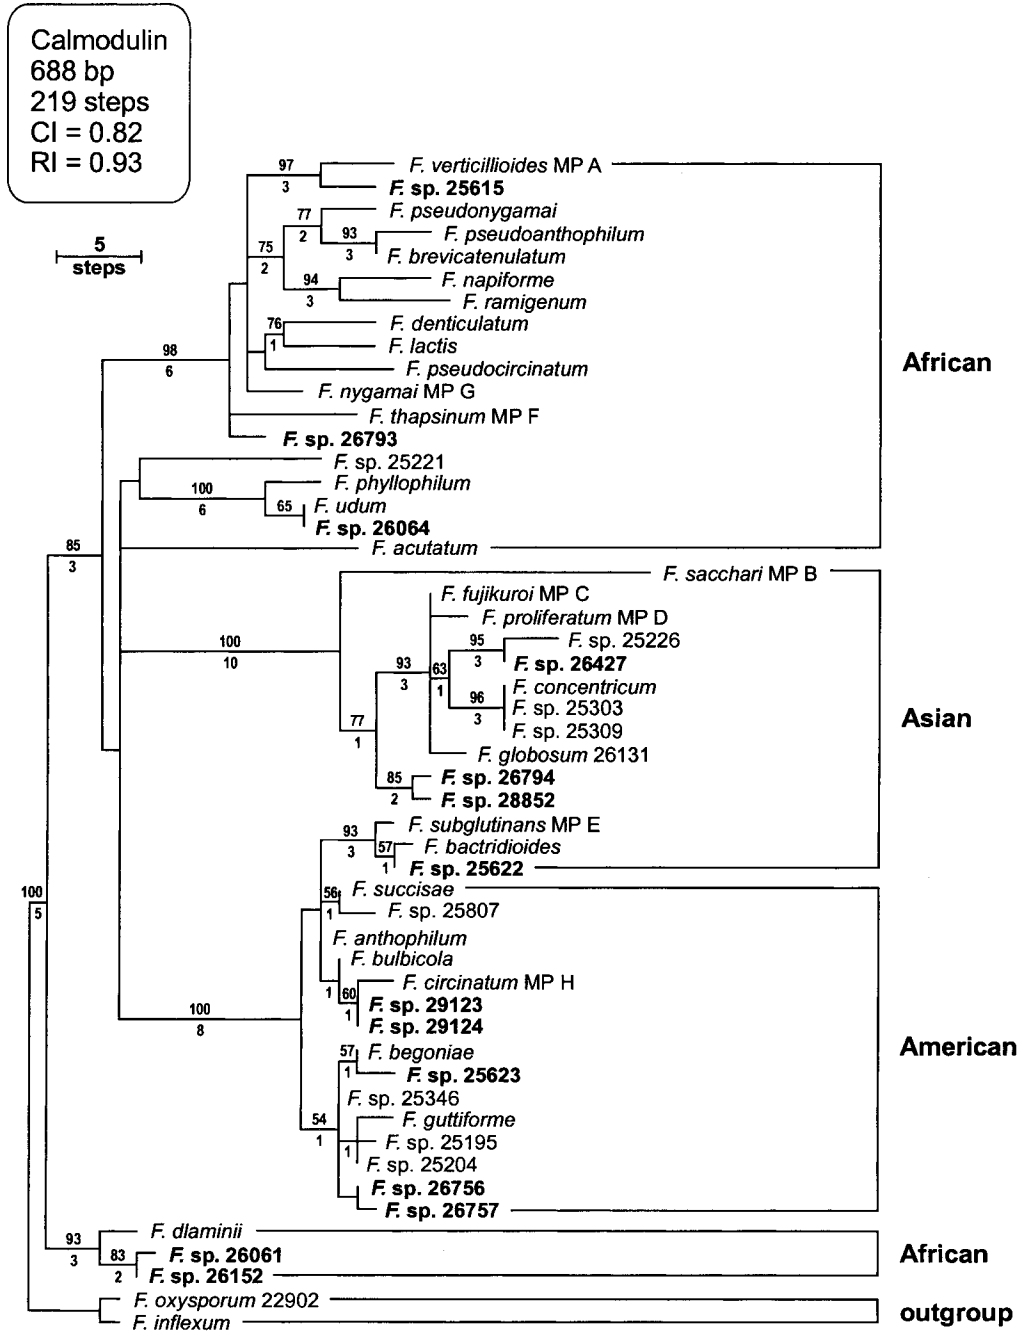 Calmodulin
688 bp
219 steps
CI = 0.82
RI = 0.93
5
steps
97
3
F. verticillioides MP A
F. sp. 25615
77
2
F. pseudonygamai
93
3
F. pseudoanthophilum
75
2
F. brevicatenulatum
94
3
F. napiforme
F. ramigenum
76
1
F. denticulatum
F. lactis
98
6
F. pseudocircinatum
African
F. nygamai MP G
F. thapsinum MP F
F. sp. 26793
F. sp. 25221
100
6
F. phyllophilum
65
F. udum
F. sp. 26064
85
3
F. acutatum
F. sacchari MP B
F. fujikuroi MP C
F. proliferatum MP D
100
10
95
3
F. sp. 25226
93
3
63
1
F. sp. 26427
96
3
F. concentricum
F. sp. 25303
Asian
77
1
F. sp. 25309
F. globosum 26131
85
2
F. sp. 26794
F. sp. 28852
93
3
F. subglutinans MP E
57
1
F. bactridioides
F. sp. 25622
100
5
56
1
F. succisae
F. sp. 25807
F. anthophilum
F. bulbicola
1
60
1
F. circinatum MP H
100
8
F. sp. 29123
F. sp. 29124
American
57
1
F. begoniae
F. sp. 25623
F. sp. 25346
54
1
F. guttiforme
1
F. sp. 25195
F. sp. 25204
F. sp. 26756
F. sp. 26757
93
3
F. dlaminii
83
2
F. sp. 26061
African
F. sp. 26152
F. oxysporum 22902
outgroup
F. inflexum